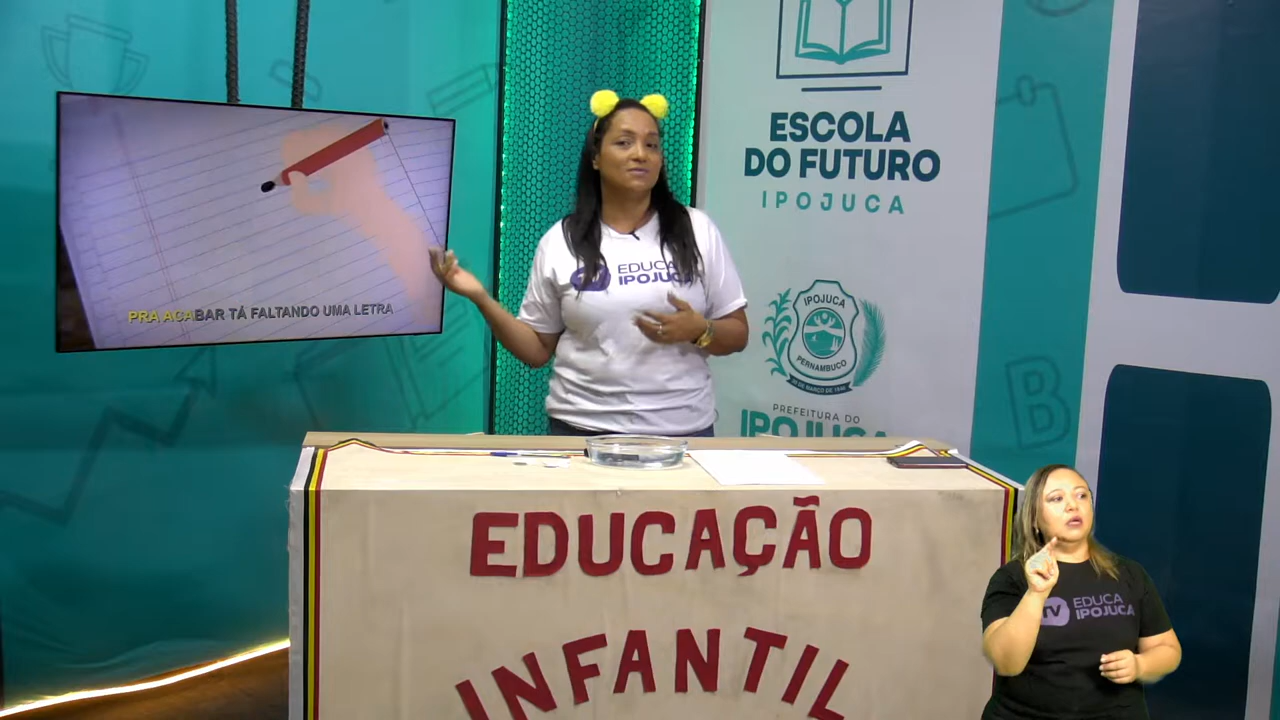 PRA ACABAR TÁ FALTANDO UMA LETRA
ESCOLA
DO FUTURO
IPOJUCA
EDUCA
IPOJUCA
IPOJUCA
PERNAMBUCO
PREFEITURA DO
IPOJUCA
B
EDUCAÇÃO
INFANTIL
TV
EDUCA
IPOJUCA